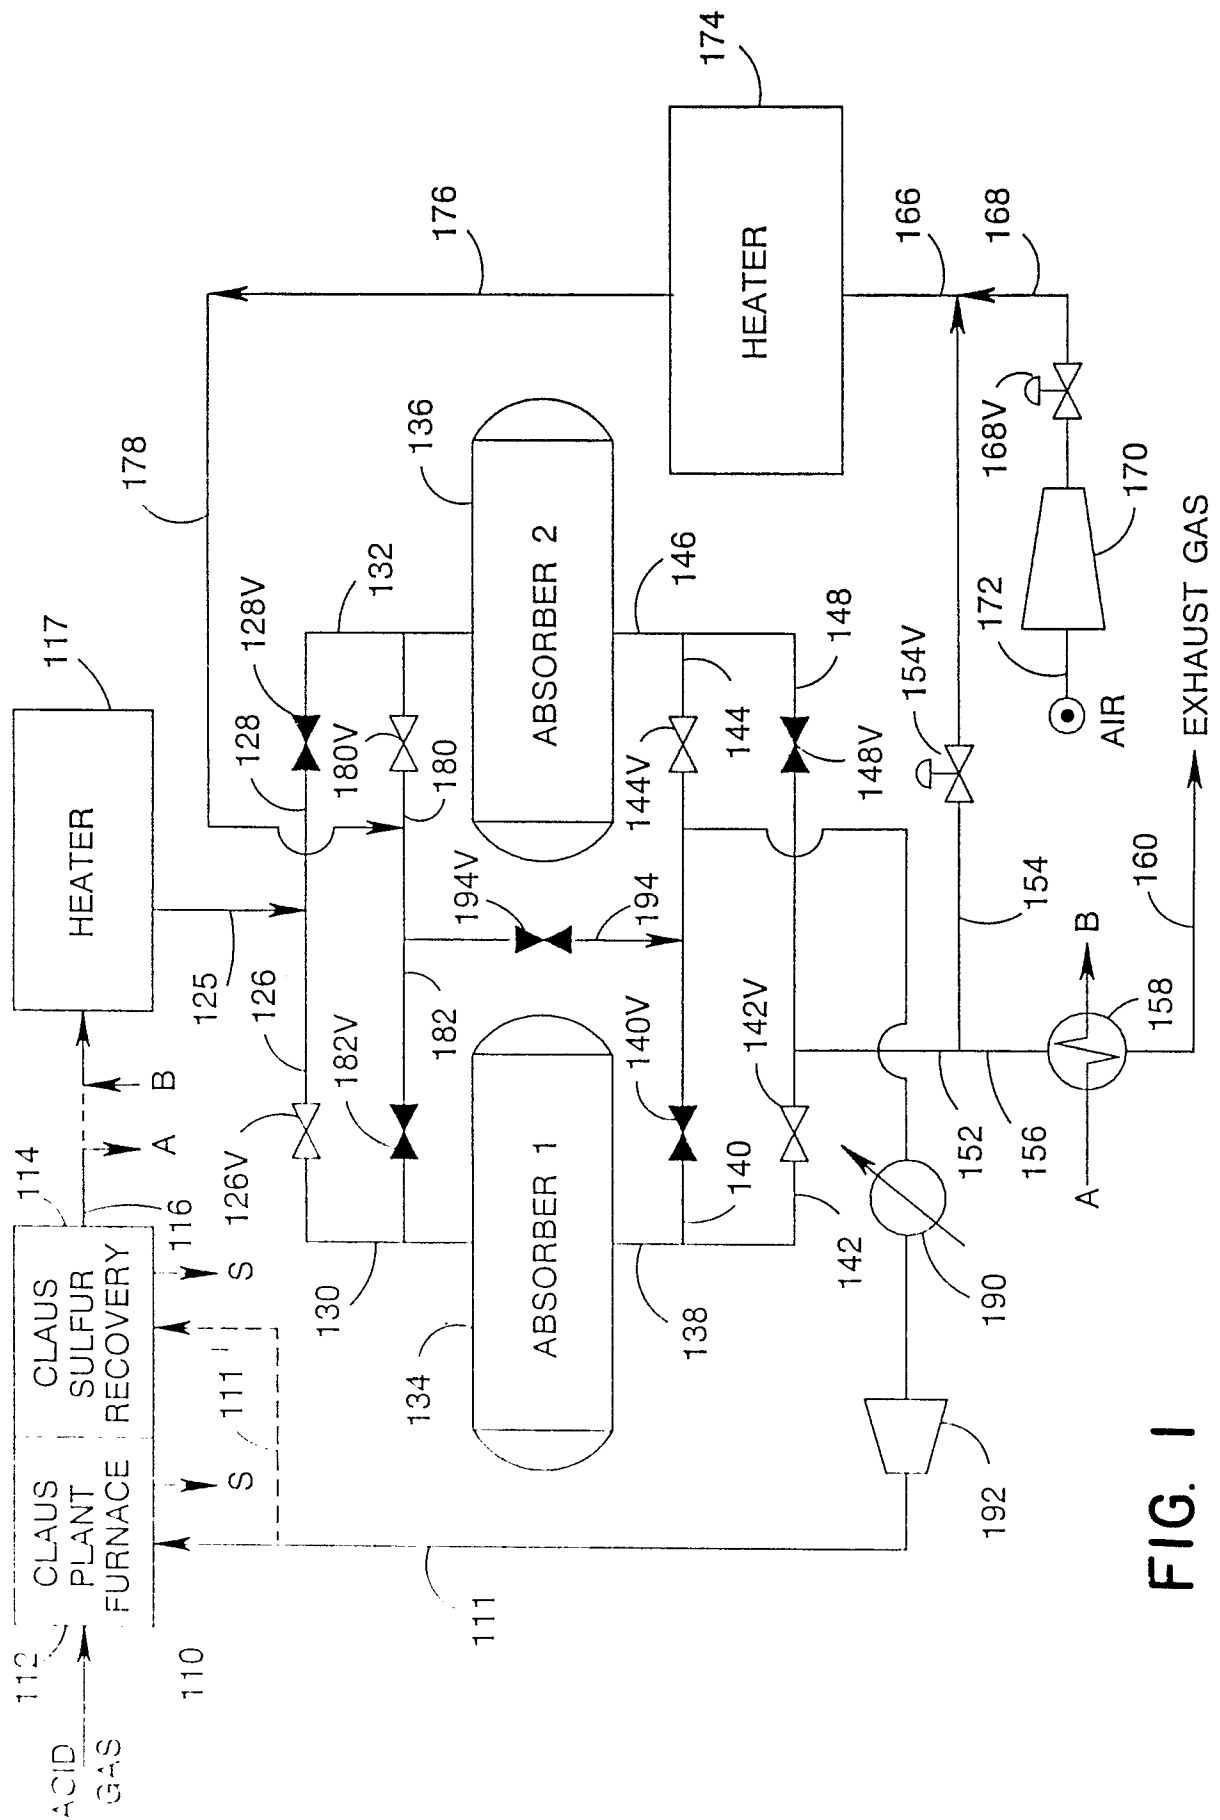 ACID
GAS
112
110
CLAUS
PLANT
FURNACE
CLAUS
SULFUR
RECOVERY
114
116
S
S
A
B
111'
111
HEATER
117
125
126
126V
128
128V
130
132
182V
182
180V
180
178
176
194V
194
134
ABSORBER 1
ABSORBER 2
136
HEATER
174
138
140
140V
142
142V
144V
144
146
148
148V
152
154
154V
156
A
B
158
160
EXHAUST GAS
166
168
168V
170
172
AIR
190
192
FIG. 1